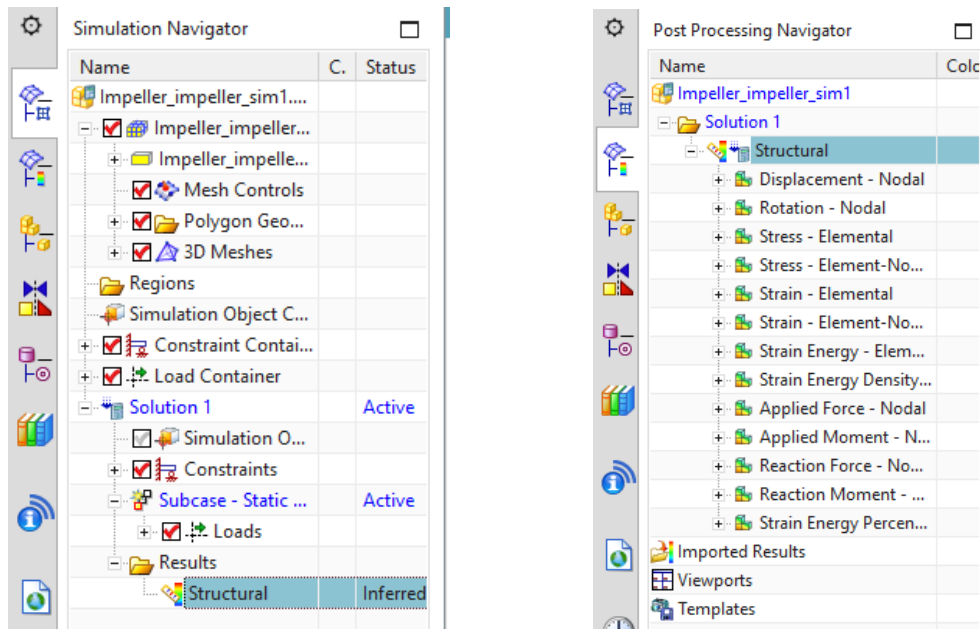 Simulation Navigator
Name C. Status
Impeller_impeller_sim1....
Impeller_impeller...
Impeller_impelle...
Mesh Controls
Polygon Geo...
3D Meshes
Regions
Simulation Object C...
Constraint Contai...
Load Container
Solution 1 Active
Simulation O...
Constraints
Subcase - Static ... Active
Loads
Results
Structural Inferred
Post Processing Navigator
Name Colo
Impeller_impeller_sim1
Solution 1
Structural
Displacement - Nodal
Rotation - Nodal
Stress - Elemental
Stress - Element-No...
Strain - Elemental
Strain - Element-No...
Strain Energy - Elem...
Strain Energy Density...
Applied Force - Nodal
Applied Moment - N...
Reaction Force - No...
Reaction Moment - ...
Strain Energy Percen...
Imported Results
Viewports
Templates